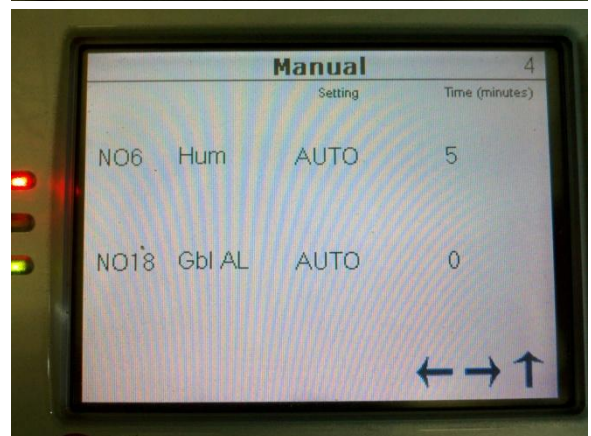 Manual 4
Setting Time (minutes)
NO6 Hum AUTO 5
NO18 Gbl AL AUTO 0